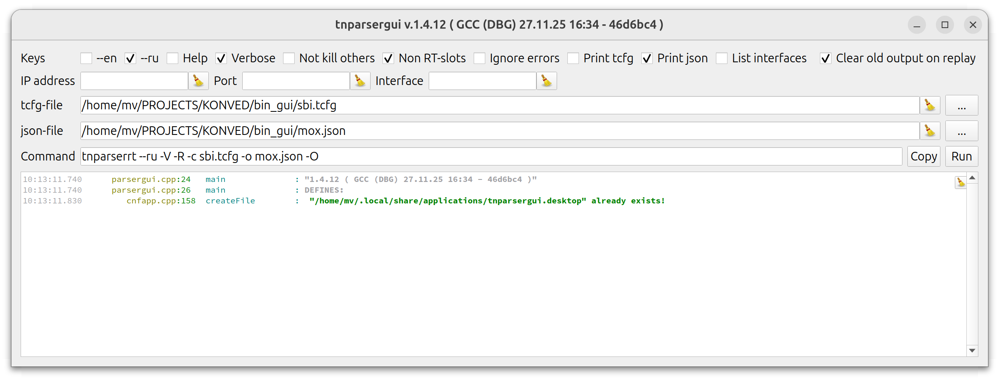 tnparsergui v.1.4.12 ( GCC (DBG) 27.11.25 16:34 - 46d6bc4 )
Keys --en --ru Help Verbose Not kill others Non RT-slots Ignore errors Print tcfg Print json List interfaces Clear old output on replay
IP address Port Interface
tcfg-file /home/mv/PROJECTS/KONVED/bin_gui/sbi.tcfg ...
json-file /home/mv/PROJECTS/KONVED/bin_gui/mox.json ...
Command tnparserrt --ru -V -R -c sbi.tcfg -o mox.json -O Copy Run
10:13:11.740 parsergui.cpp:24 main : "1.4.12 ( GCC (DBG) 27.11.25 16:34 - 46d6bc4 )"
10:13:11.740 parsergui.cpp:26 main : DEFINES:
10:13:11.830 cnfapp.cpp:158 createFile : "/home/mv/.local/share/applications/tnparsergui.desktop" already exists!